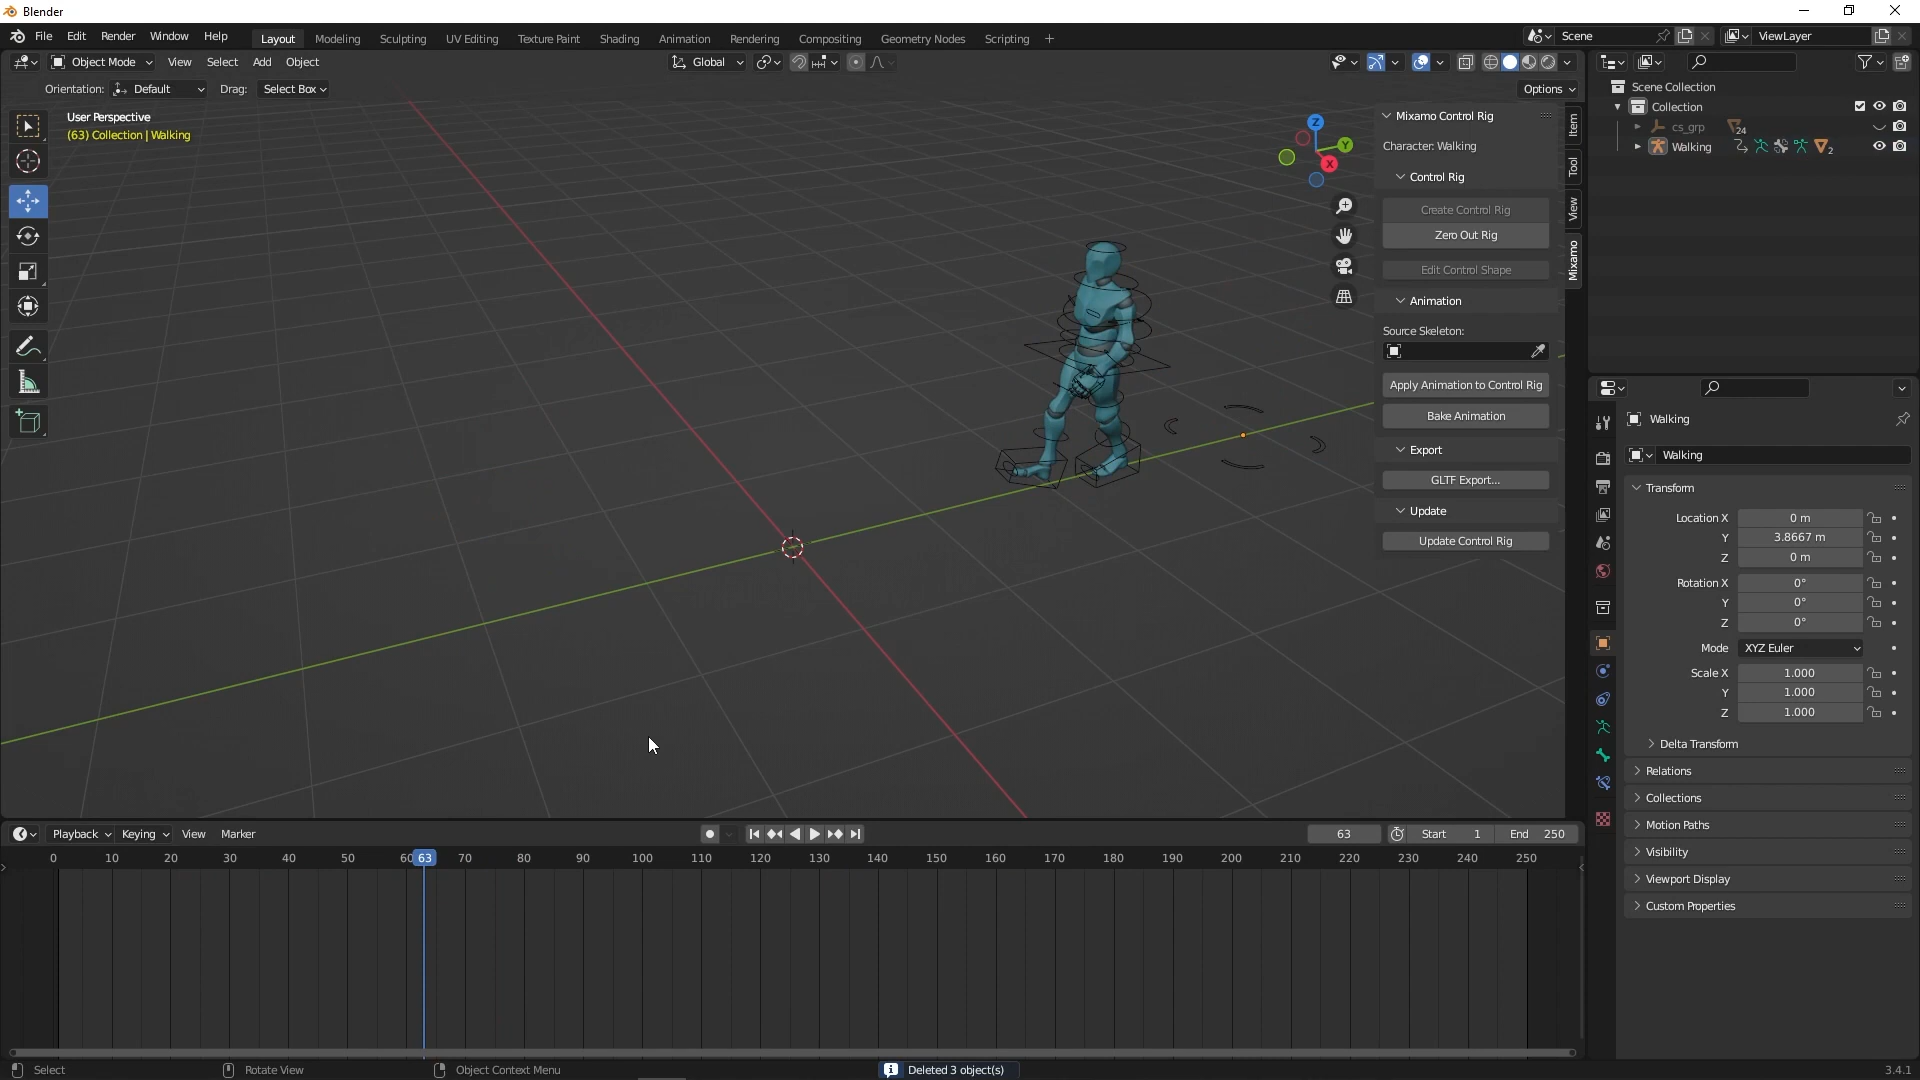 Blender
File Edit Render Window Help
Layout Modeling Sculpting UV Editing Texture Paint Shading Animation Rendering Compositing Geometry Nodes Scripting +
Scene
ViewLayer
Object Mode View Select Add Object
Global
Orientation: Default Drag: Select Box
Options
User Perspective
(63) Collection | Walking
Z
Y
X
Mixamo Control Rig
Character: Walking
Control Rig
Create Control Rig
Zero Out Rig
Edit Control Shape
Animation
Source Skeleton:
Apply Animation to Control Rig
Bake Animation
Export
GLTF Export...
Update
Update Control Rig
Item
Tool
View
Mixamo
Scene Collection
Collection
cs_grp 24
Walking 2
Walking
Walking
Transform
Location X 0 m
Y 3.8667 m
Z 0 m
Rotation X 0°
Y 0°
Z 0°
Mode XYZ Euler
Scale X 1.000
Y 1.000
Z 1.000
Delta Transform
Relations
Collections
Motion Paths
Visibility
Viewport Display
Custom Properties
Playback Keying View Marker
63 Start 1 End 250
0 10 20 30 40 50 60 63 70 80 90 100 110 120 130 140 150 160 170 180 190 200 210 220 230 240 250
Select Rotate View Object Context Menu Deleted 3 object(s) 3.4.1